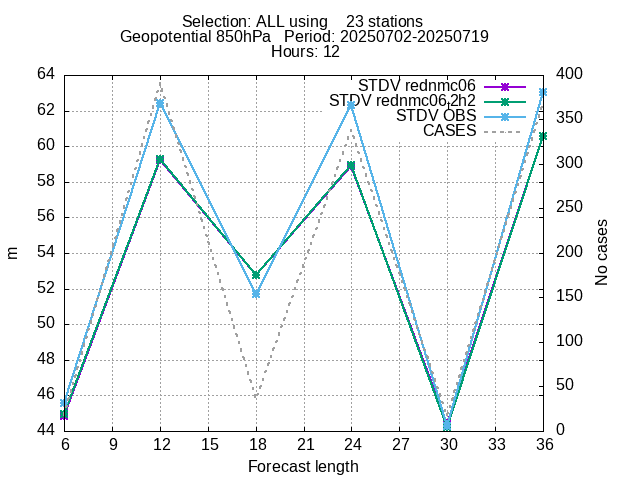 Selection: ALL using    23 stations
Geopotential 850hPa   Period: 20250702-20250719
Hours: 12
STDV rednmc06
STDV rednmc06,2h2
STDV OBS
CASES
64
62
60
58
56
54
52
50
48
46
44
400
350
300
250
200
150
100
50
0
m
No cases
6 9 12 15 18 21 24 27 30 33 36
Forecast length